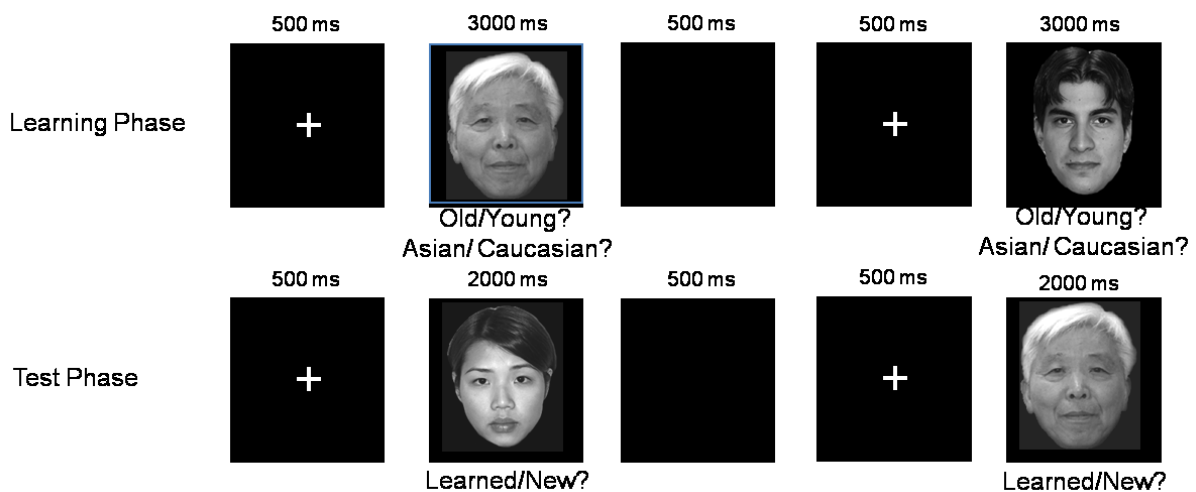 500 ms 3000 ms 500 ms 500 ms 3000 ms
Learning Phase
Old/Young? Old/Young?
Asian/ Caucasian? Asian/ Caucasian?
500 ms 2000 ms 500 ms 500 ms 2000 ms
Test Phase
Learned/New? Learned/New?